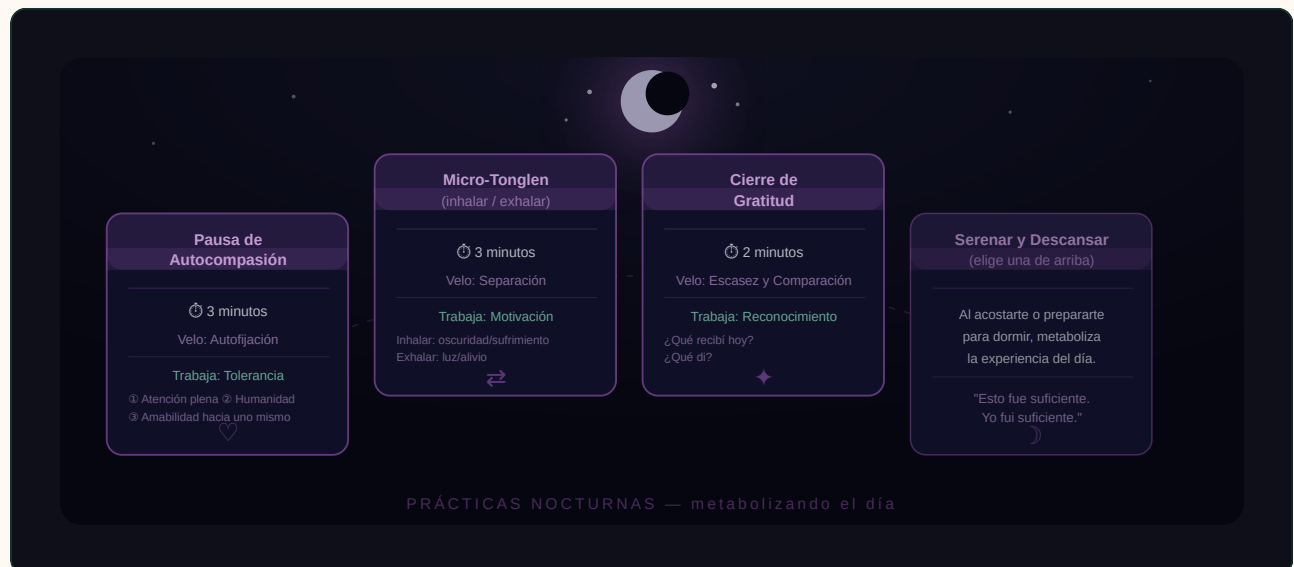 Pausa de
Autocompasión
⏱ 3 minutos
Velo: Autofijación
Trabaja: Tolerancia
① Atención plena ② Humanidad
③ Amabilidad hacia uno mismo
Micro-Tonglen
(inhalar / exhalar)
⏱ 3 minutos
Velo: Separación
Trabaja: Motivación
Inhalar: oscuridad/sufrimiento
Exhalar: luz/alivio
Cierre de
Gratitud
⏱ 2 minutos
Velo: Escasez y Comparación
Trabaja: Reconocimiento
¿Qué recibí hoy?
¿Qué di?
Serenar y Descansar
(elige una de arriba)
Al acostarte o prepararte
para dormir, metaboliza
la experiencia del día.
"Esto fue suficiente.
Yo fui suficiente."
PRÁCTICAS NOCTURNAS — metabolizando el día